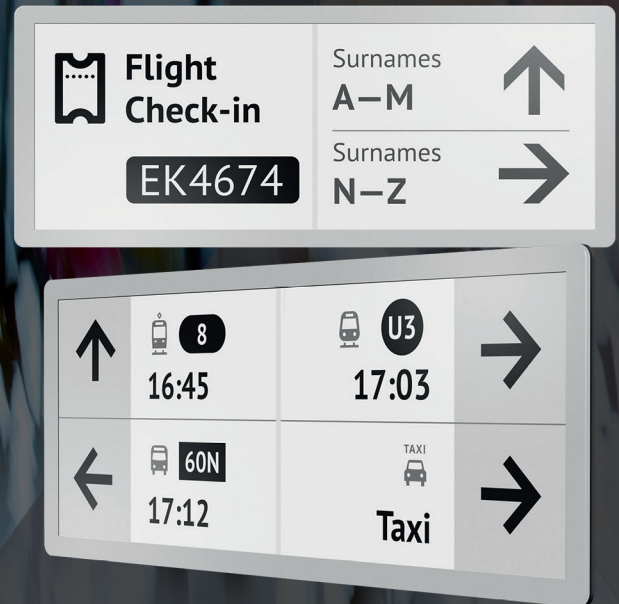 Flight
Check-in
EK4674
Surnames
A—M
Surnames
N—Z
8
16:45
U3
17:03
60N
17:12
TAXI
Taxi